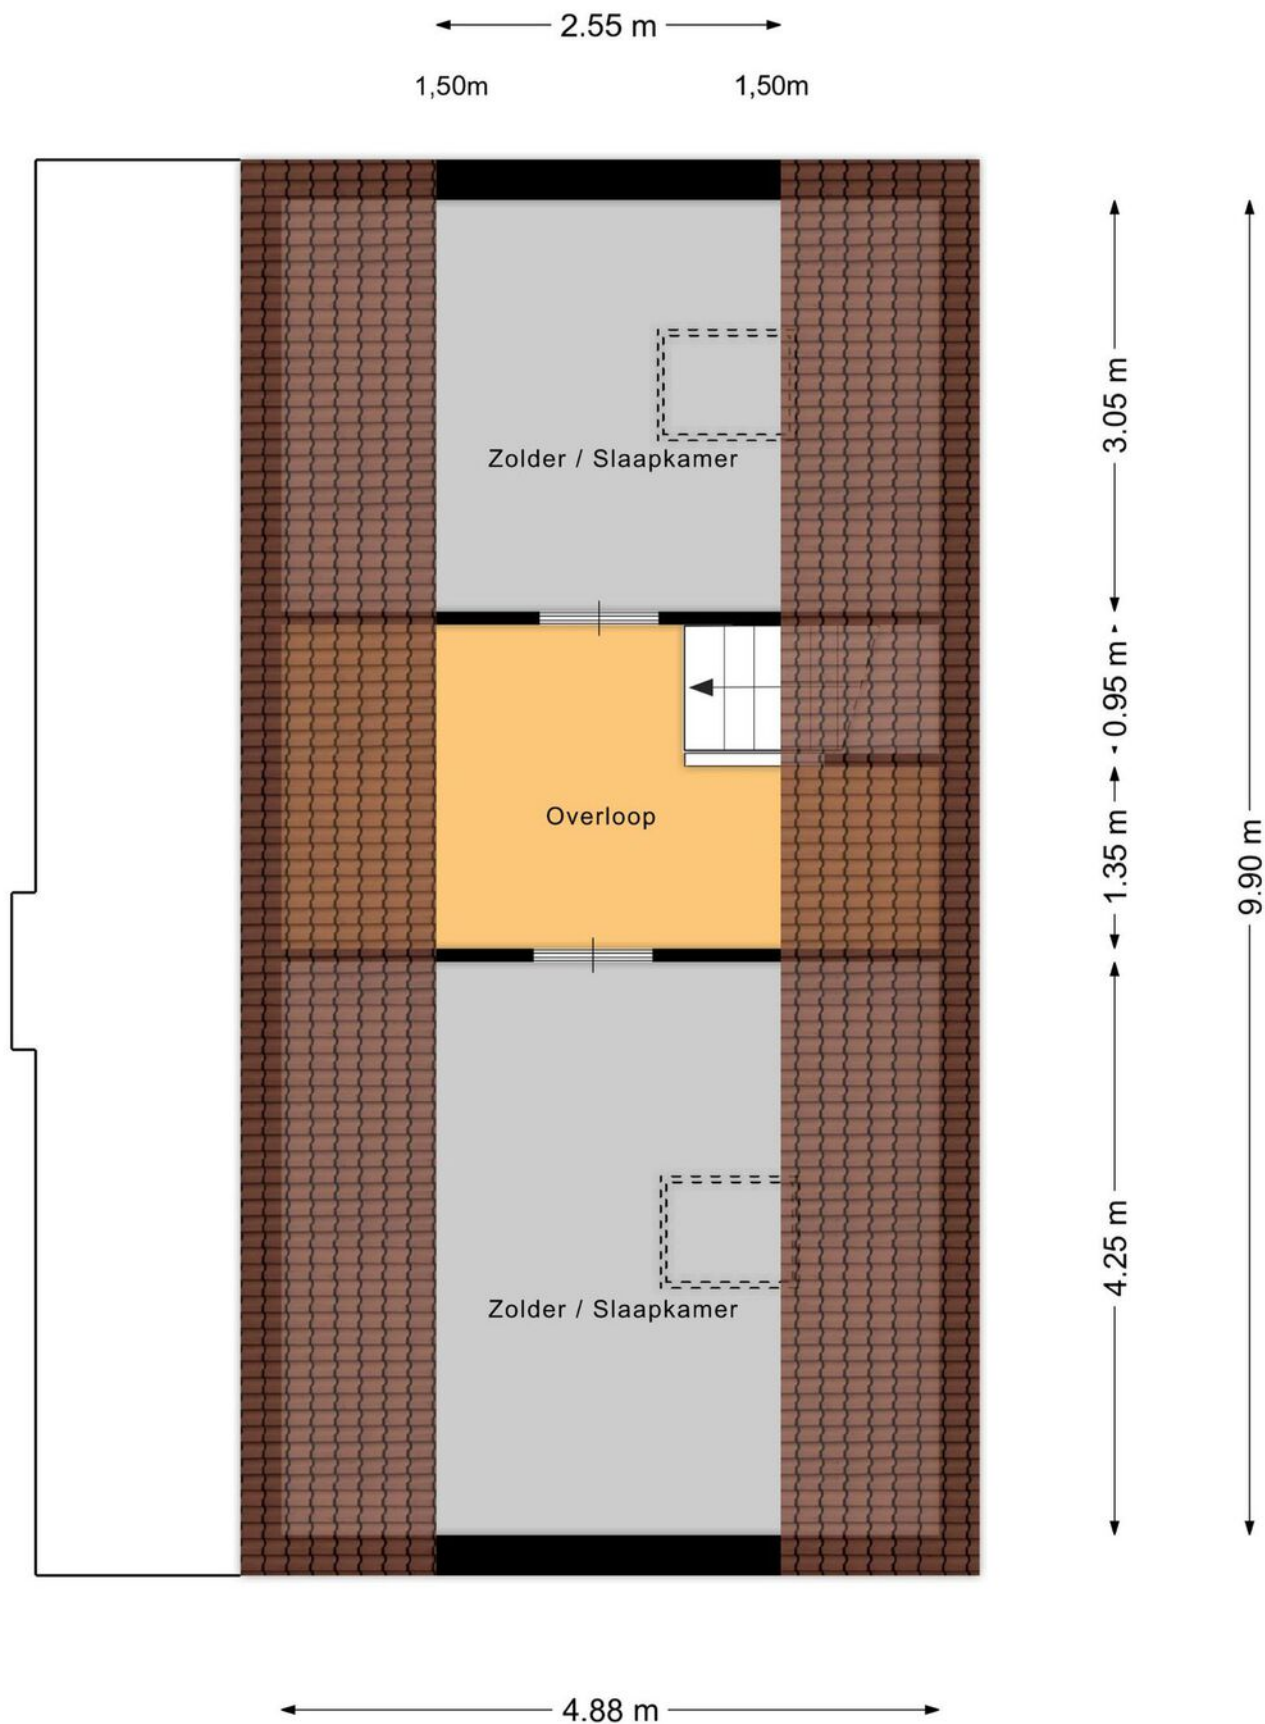 2.55 m
1,50m 1,50m
3.05 m
Zolder / Slaapkamer
0.95 m
1.35 m
Overloop
9.90 m
4.25 m
Zolder / Slaapkamer
4.88 m